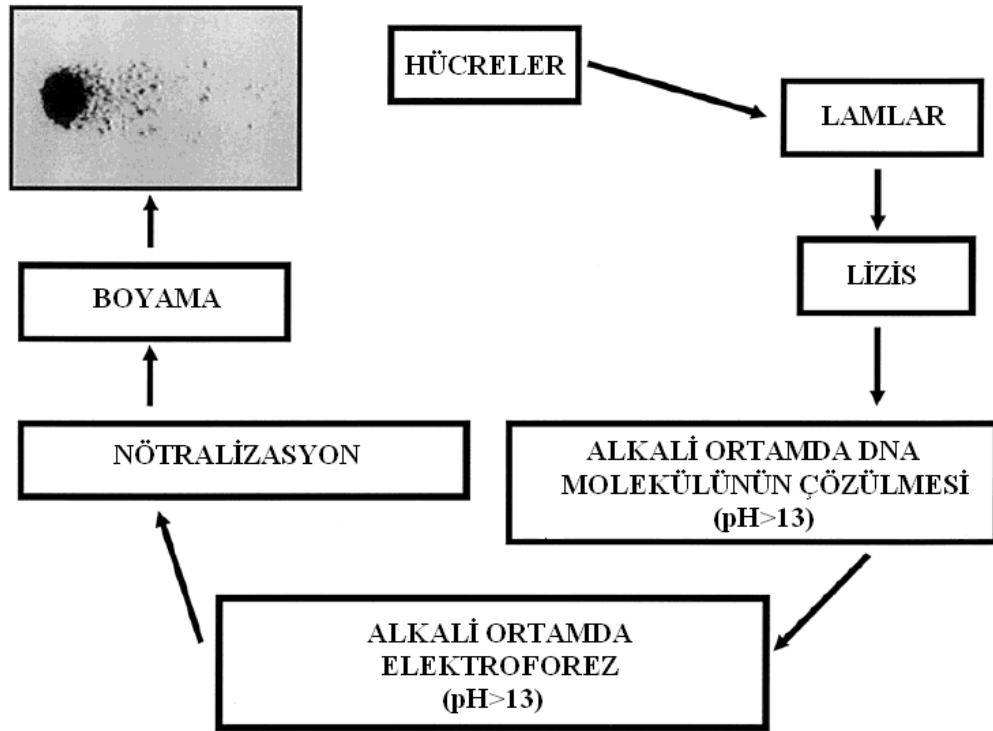 HÜCRELER
LAMLAR
LİZİS
ALKALİ ORTAMDA DNA
MOLEKÜLÜNÜN ÇÖZÜLMESİ
(pH>13)
ALKALİ ORTAMDA
ELEKTROFOREZ
(pH>13)
NÖTRALİZASYON
BOYAMA